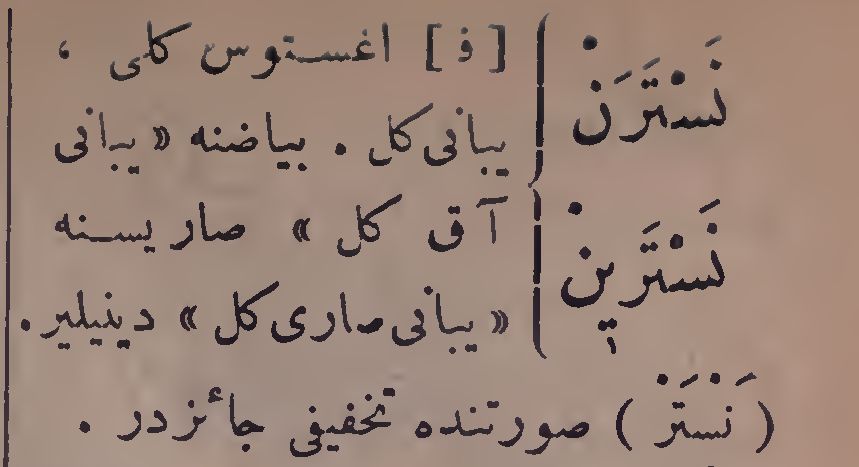 نَسْتَرَنْ } [ ف ] اغستوس كلى ،
يبانى كل . بياضنه « يبانى
نَسْتَرِينْ } آق كل » صاريسنه
« يبانى صارى كل » دينيلير .
( نَسْتَرْ ) صورتنده تخفيفى جائزدر .